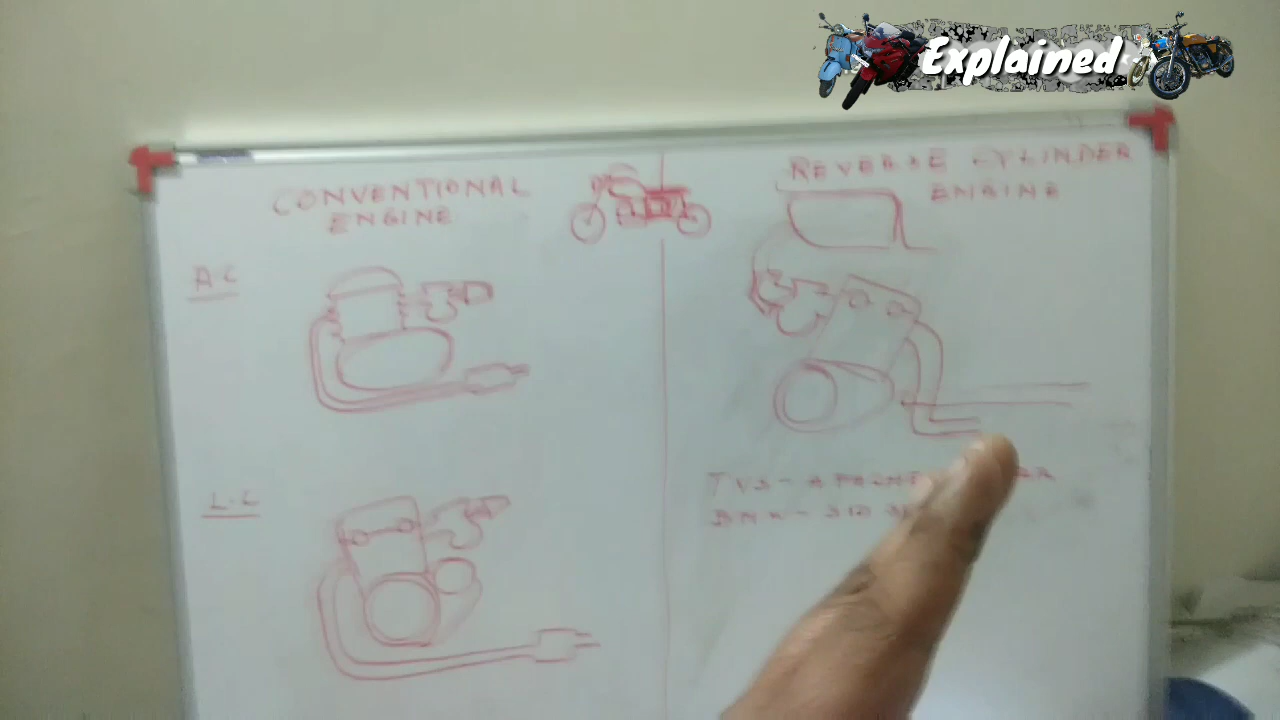 Explained
CONVENTIONAL
ENGINE
REVERSE CYLINDER
ENGINE
A.C
L.C
TVS - A